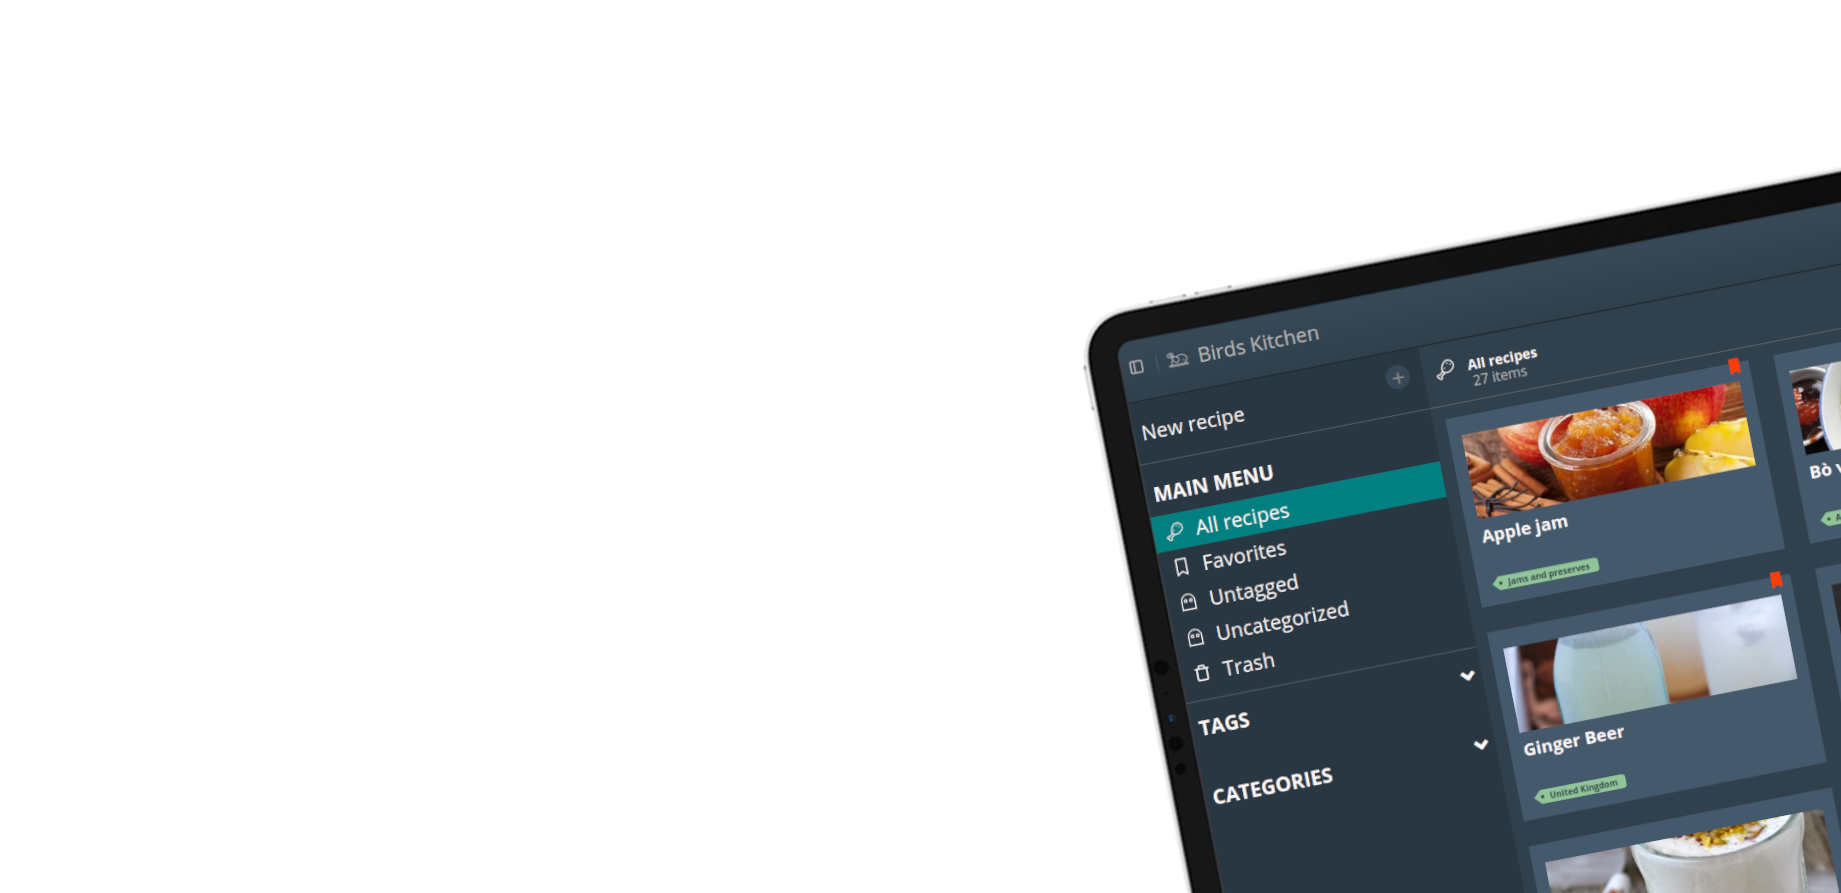 Birds Kitchen
New recipe
MAIN MENU
All recipes
Favorites
Untagged
Uncategorized
Trash
TAGS
CATEGORIES
All recipes
27 items
Apple jam
Jams and preserves
Bò
Ginger Beer
United Kingdom